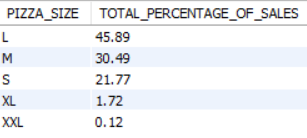 PIZZA_SIZE TOTAL_PERCENTAGE_OF_SALES
L 45.89
M 30.49
S 21.77
XL 1.72
XXL 0.12